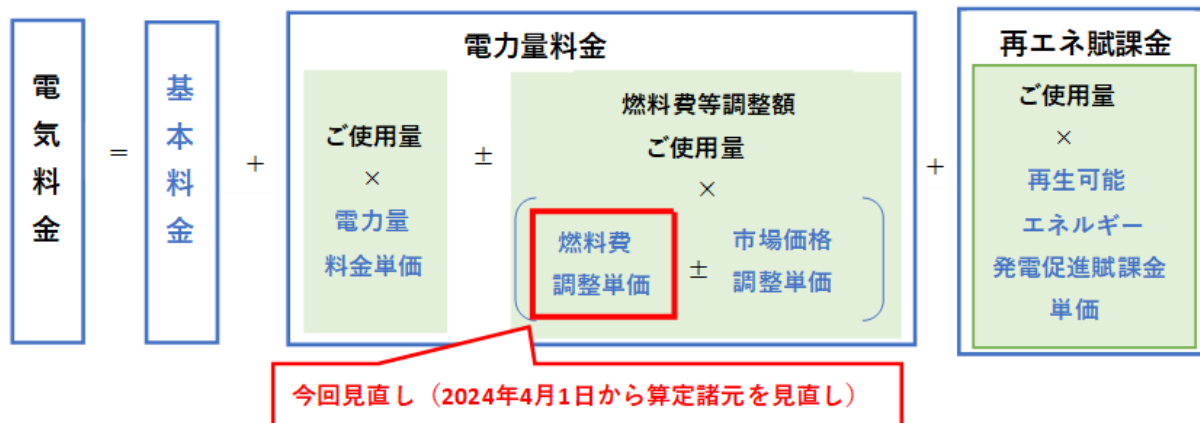 電気料金
=
基本料金
+
電力量料金
ご使用量
×
電力量
料金単価
±
燃料費等調整額
ご使用量
×
燃料費
調整単価
±
市場価格
調整単価
+
再エネ賦課金
ご使用量
×
再生可能
エネルギー
発電促進賦課金
単価
今回見直し（2024年4月1日から算定諸元を見直し）